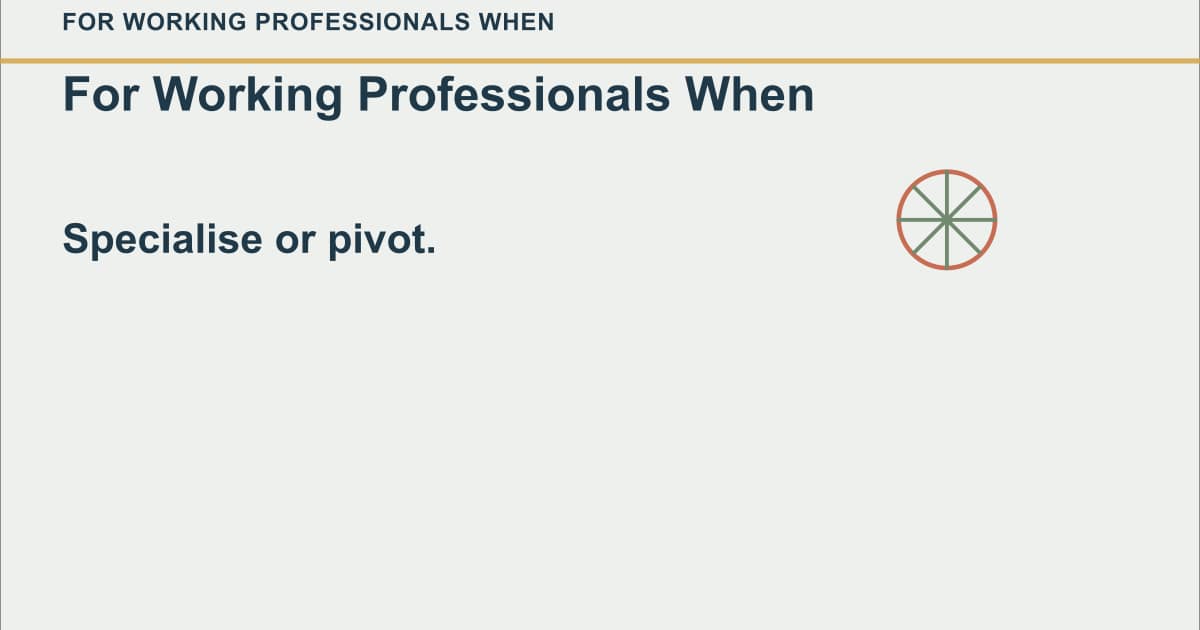 FOR WORKING PROFESSIONALS WHEN
For Working Professionals When
Specialise or pivot.